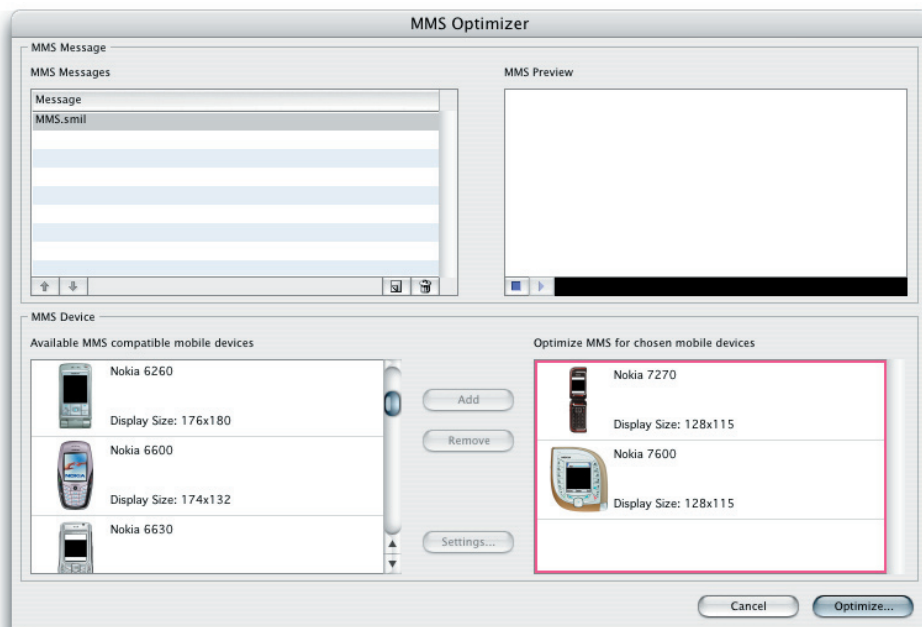 MMS Optimizer
MMS Message
MMS Messages
MMS Preview
Message
MMS.smil
MMS Device
Available MMS compatible mobile devices
Optimize MMS for chosen mobile devices
Nokia 6260
Display Size: 176x180
Nokia 6600
Display Size: 174x132
Nokia 6630
Add
Remove
Settings...
Nokia 7270
Display Size: 128x115
Nokia 7600
Display Size: 128x115
Cancel
Optimize...